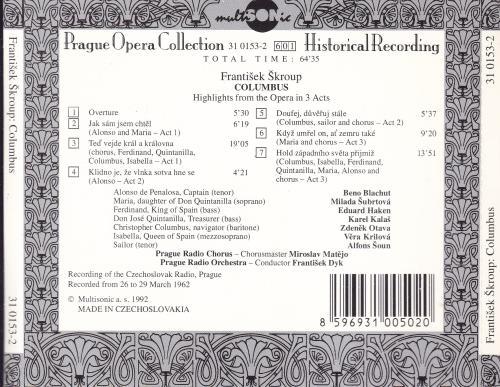 multisonic
Prague Opera Collection 31 0153-2 601 Historical Recording
TOTAL TIME: 64'35
František Škroup
COLUMBUS
Highlights from the Opera in 3 Acts
1 Overture 5'30
2 Jak sám jsem chtěl 6'19
(Alonso and Maria – Act 1)
3 Teď vejde král a královna 19'05
(chorus, Ferdinand, Quintanilla,
Columbus, Isabella – Act 1)
4 Klidno je, že vlnka sotva hne se 4'21
(Alonso – Act 2)
5 Doufej, důvěřuj stále 5'37
(Columbus, sailor and chorus – Act 2)
6 Když umřel on, ať zemru také 9'20
(Maria and chorus – Act 3)
7 Hold západního světa přijmiž 13'51
(Columbus, Isabella, Ferdinand,
Quintanilla, Maria, Alonso and
chorus – Act 3)
Alonso de Penalosa, Captain (tenor) Beno Blachut
Maria, daughter of Don Quintanilla (soprano) Milada Šubrtová
Ferdinand, King of Spain (bass) Eduard Haken
Don José Quintanilla, Treasurer (bass) Karel Kalaš
Christopher Columbus, navigator (baritone) Zdeněk Otava
Isabella, Queen of Spain (mezzosoprano) Věra Krilová
Sailor (tenor) Alfons Šoun
Prague Radio Chorus – Chorusmaster Miroslav Matějo
Prague Radio Orchestra – Conductor František Dyk
Recording of the Czechoslovak Radio, Prague
Recorded from 26 to 29 March 1962
℗ Multisonic a. s. 1992
MADE IN CZECHOSLOVAKIA
8 596931 005020
František Škroup: Columbus
31 0153-2
31 0153-2
František Škroup: Columbus